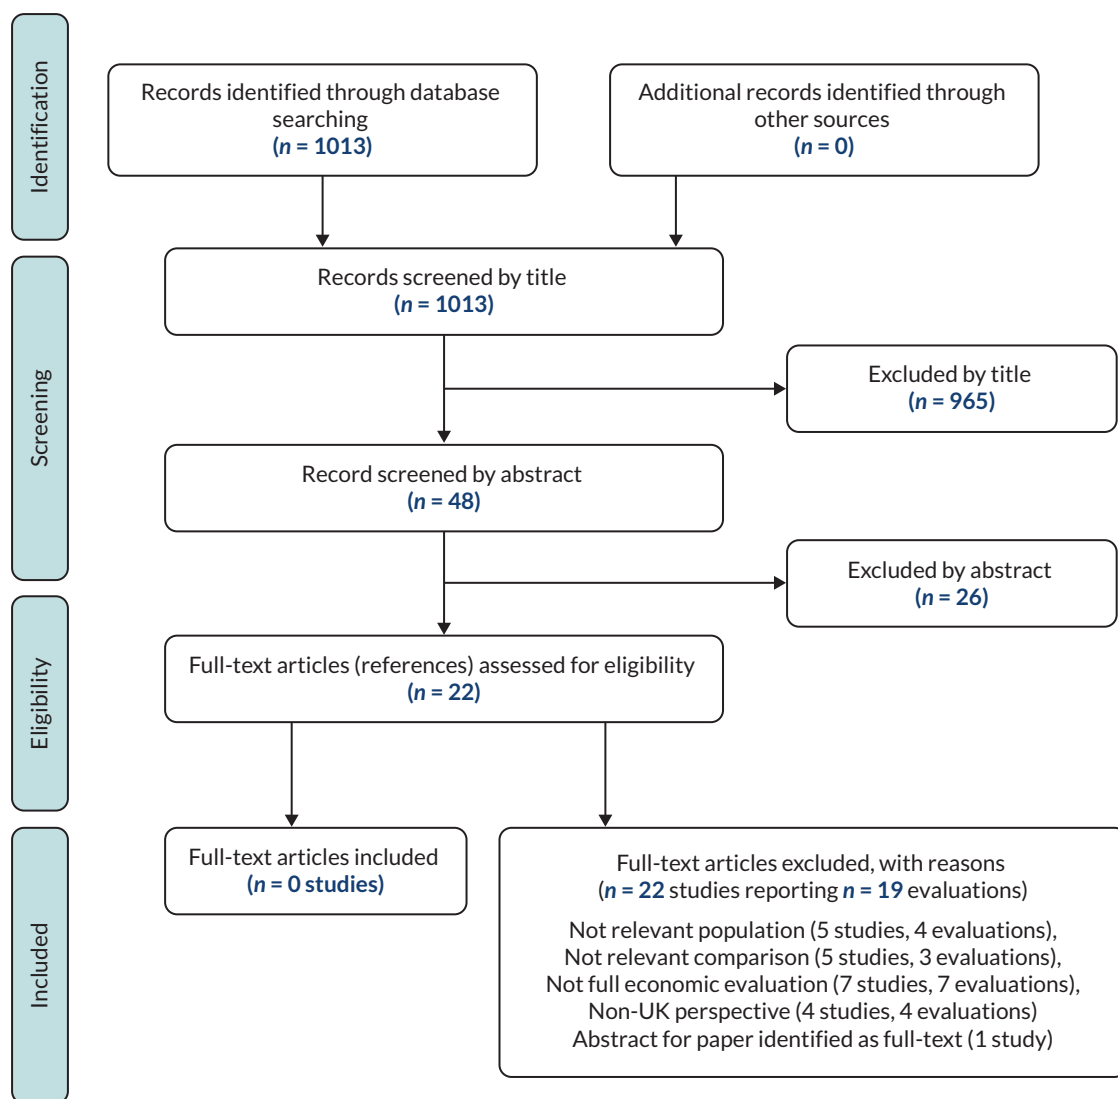 Identification
Records identified through database
searching
(n = 1013)
Additional records identified through
other sources
(n = 0)
Screening
Records screened by title
(n = 1013)
Excluded by title
(n = 965)
Record screened by abstract
(n = 48)
Excluded by abstract
(n = 26)
Eligibility
Full-text articles (references) assessed for eligibility
(n = 22)
Included
Full-text articles included
(n = 0 studies)
Full-text articles excluded, with reasons
(n = 22 studies reporting n = 19 evaluations)
Not relevant population (5 studies, 4 evaluations),
Not relevant comparison (5 studies, 3 evaluations),
Not full economic evaluation (7 studies, 7 evaluations),
Non-UK perspective (4 studies, 4 evaluations)
Abstract for paper identified as full-text (1 study)